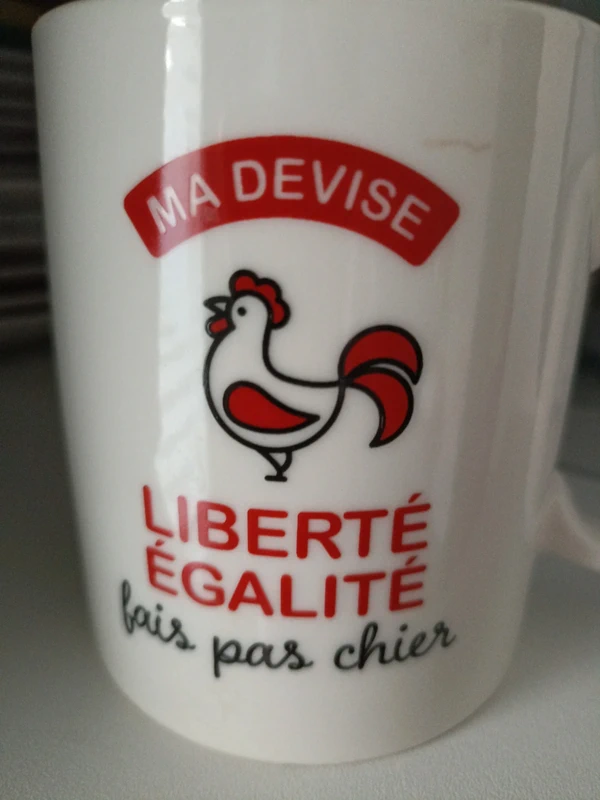 MA DEVISE
LIBERTÉ
ÉGALITÉ
fais pas chier